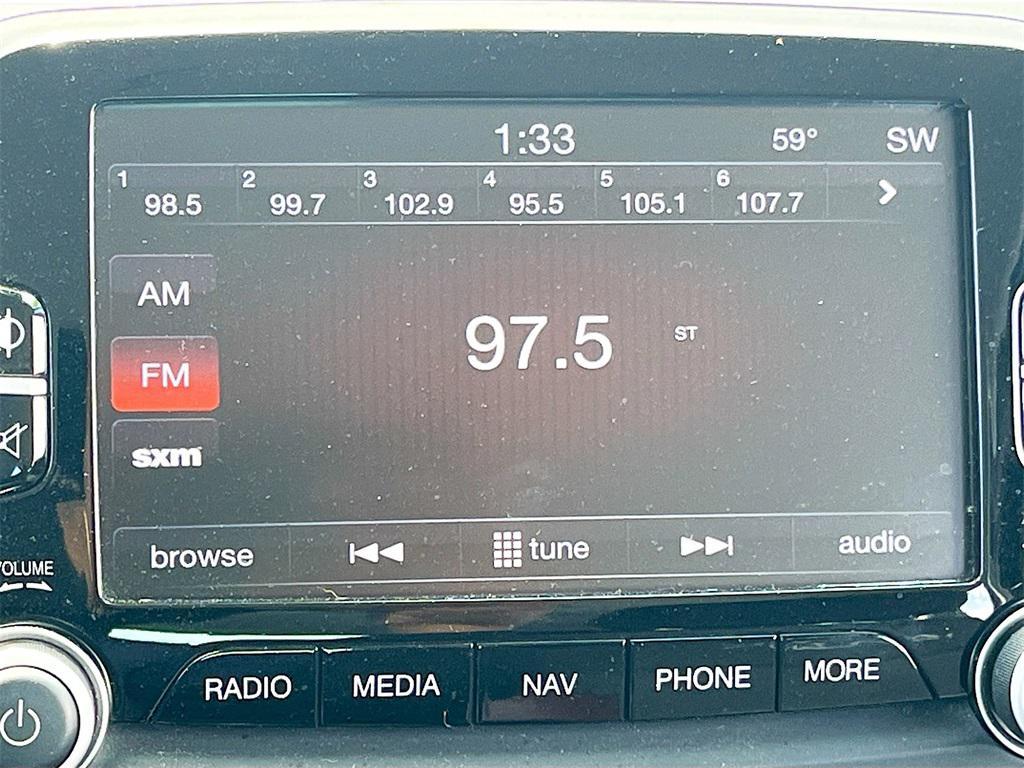 1:33 59° SW
1 98.5 2 99.7 3 102.9 4 95.5 5 105.1 6 107.7
AM
97.5 ST
FM
sxm
browse tune audio
VOLUME
RADIO MEDIA NAV PHONE MORE